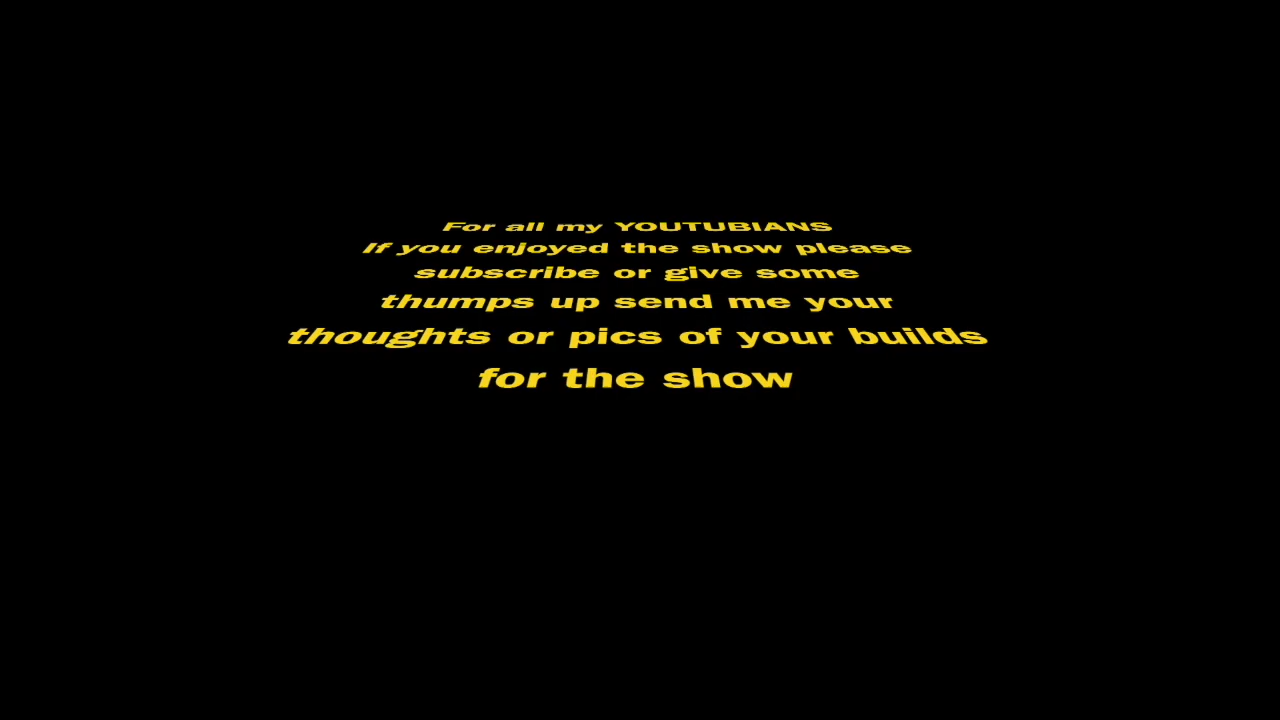 For all my YOUTUBIANS
If you enjoyed the show please
subscribe or give some
thumps up send me your
thoughts or pics of your builds
for the show